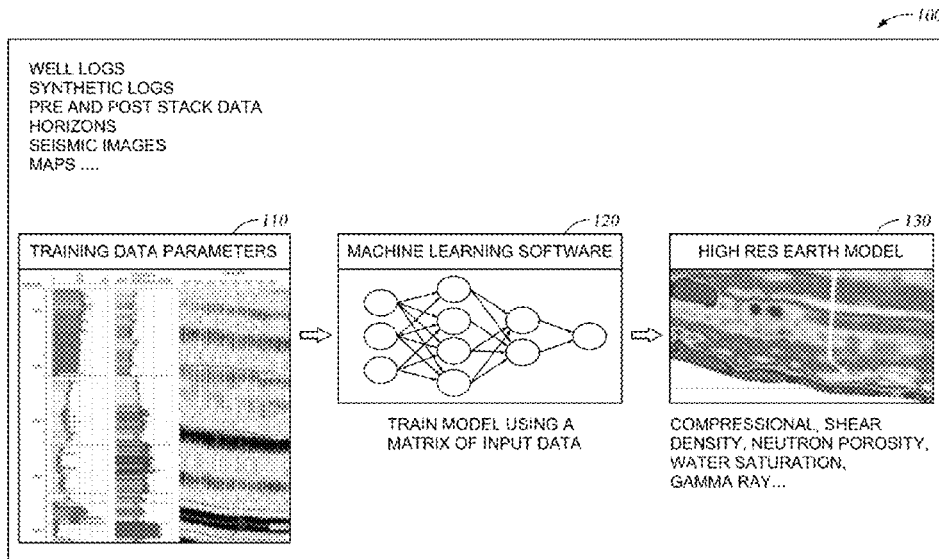 100
WELL LOGS
SYNTHETIC LOGS
PRE AND POST STACK DATA
HORIZONS
SEISMIC IMAGES
MAPS ....
110
TRAINING DATA PARAMETERS
120
MACHINE LEARNING SOFTWARE
TRAIN MODEL USING A
MATRIX OF INPUT DATA
130
HIGH RES EARTH MODEL
COMPRESSIONAL, SHEAR
DENSITY, NEUTRON POROSITY,
WATER SATURATION,
GAMMA RAY...